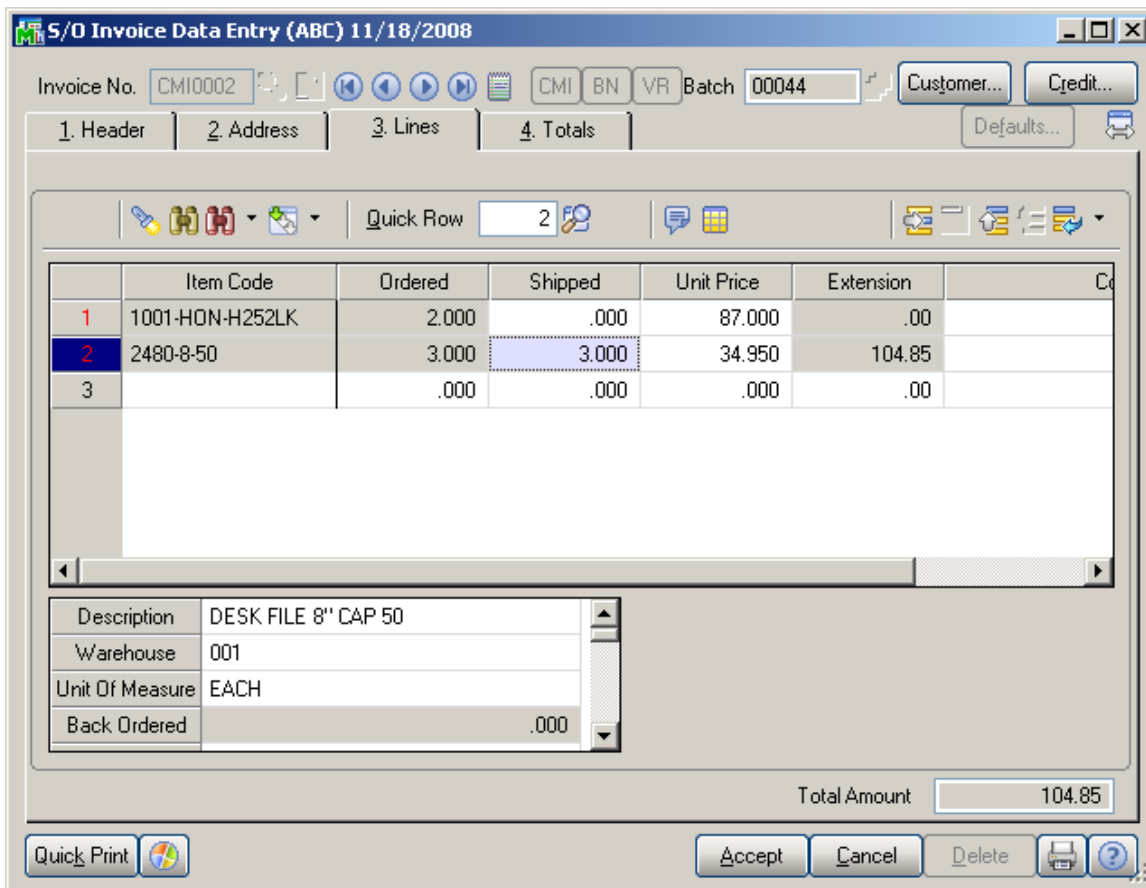 S/O Invoice Data Entry (ABC) 11/18/2008
Invoice No. CMI0002 CMI BN VR Batch 00044 Customer... Credit...
1. Header 2. Address 3. Lines 4. Totals Defaults...
Quick Row 2
Item Code Ordered Shipped Unit Price Extension
1 1001-HON-H252LK 2.000 .000 87.000 .00
2 2480-8-50 3.000 3.000 34.950 104.85
3 .000 .000 .000 .00
Description DESK FILE 8" CAP 50
Warehouse 001
Unit Of Measure EACH
Back Ordered .000
Total Amount 104.85
Quick Print Accept Cancel Delete ?